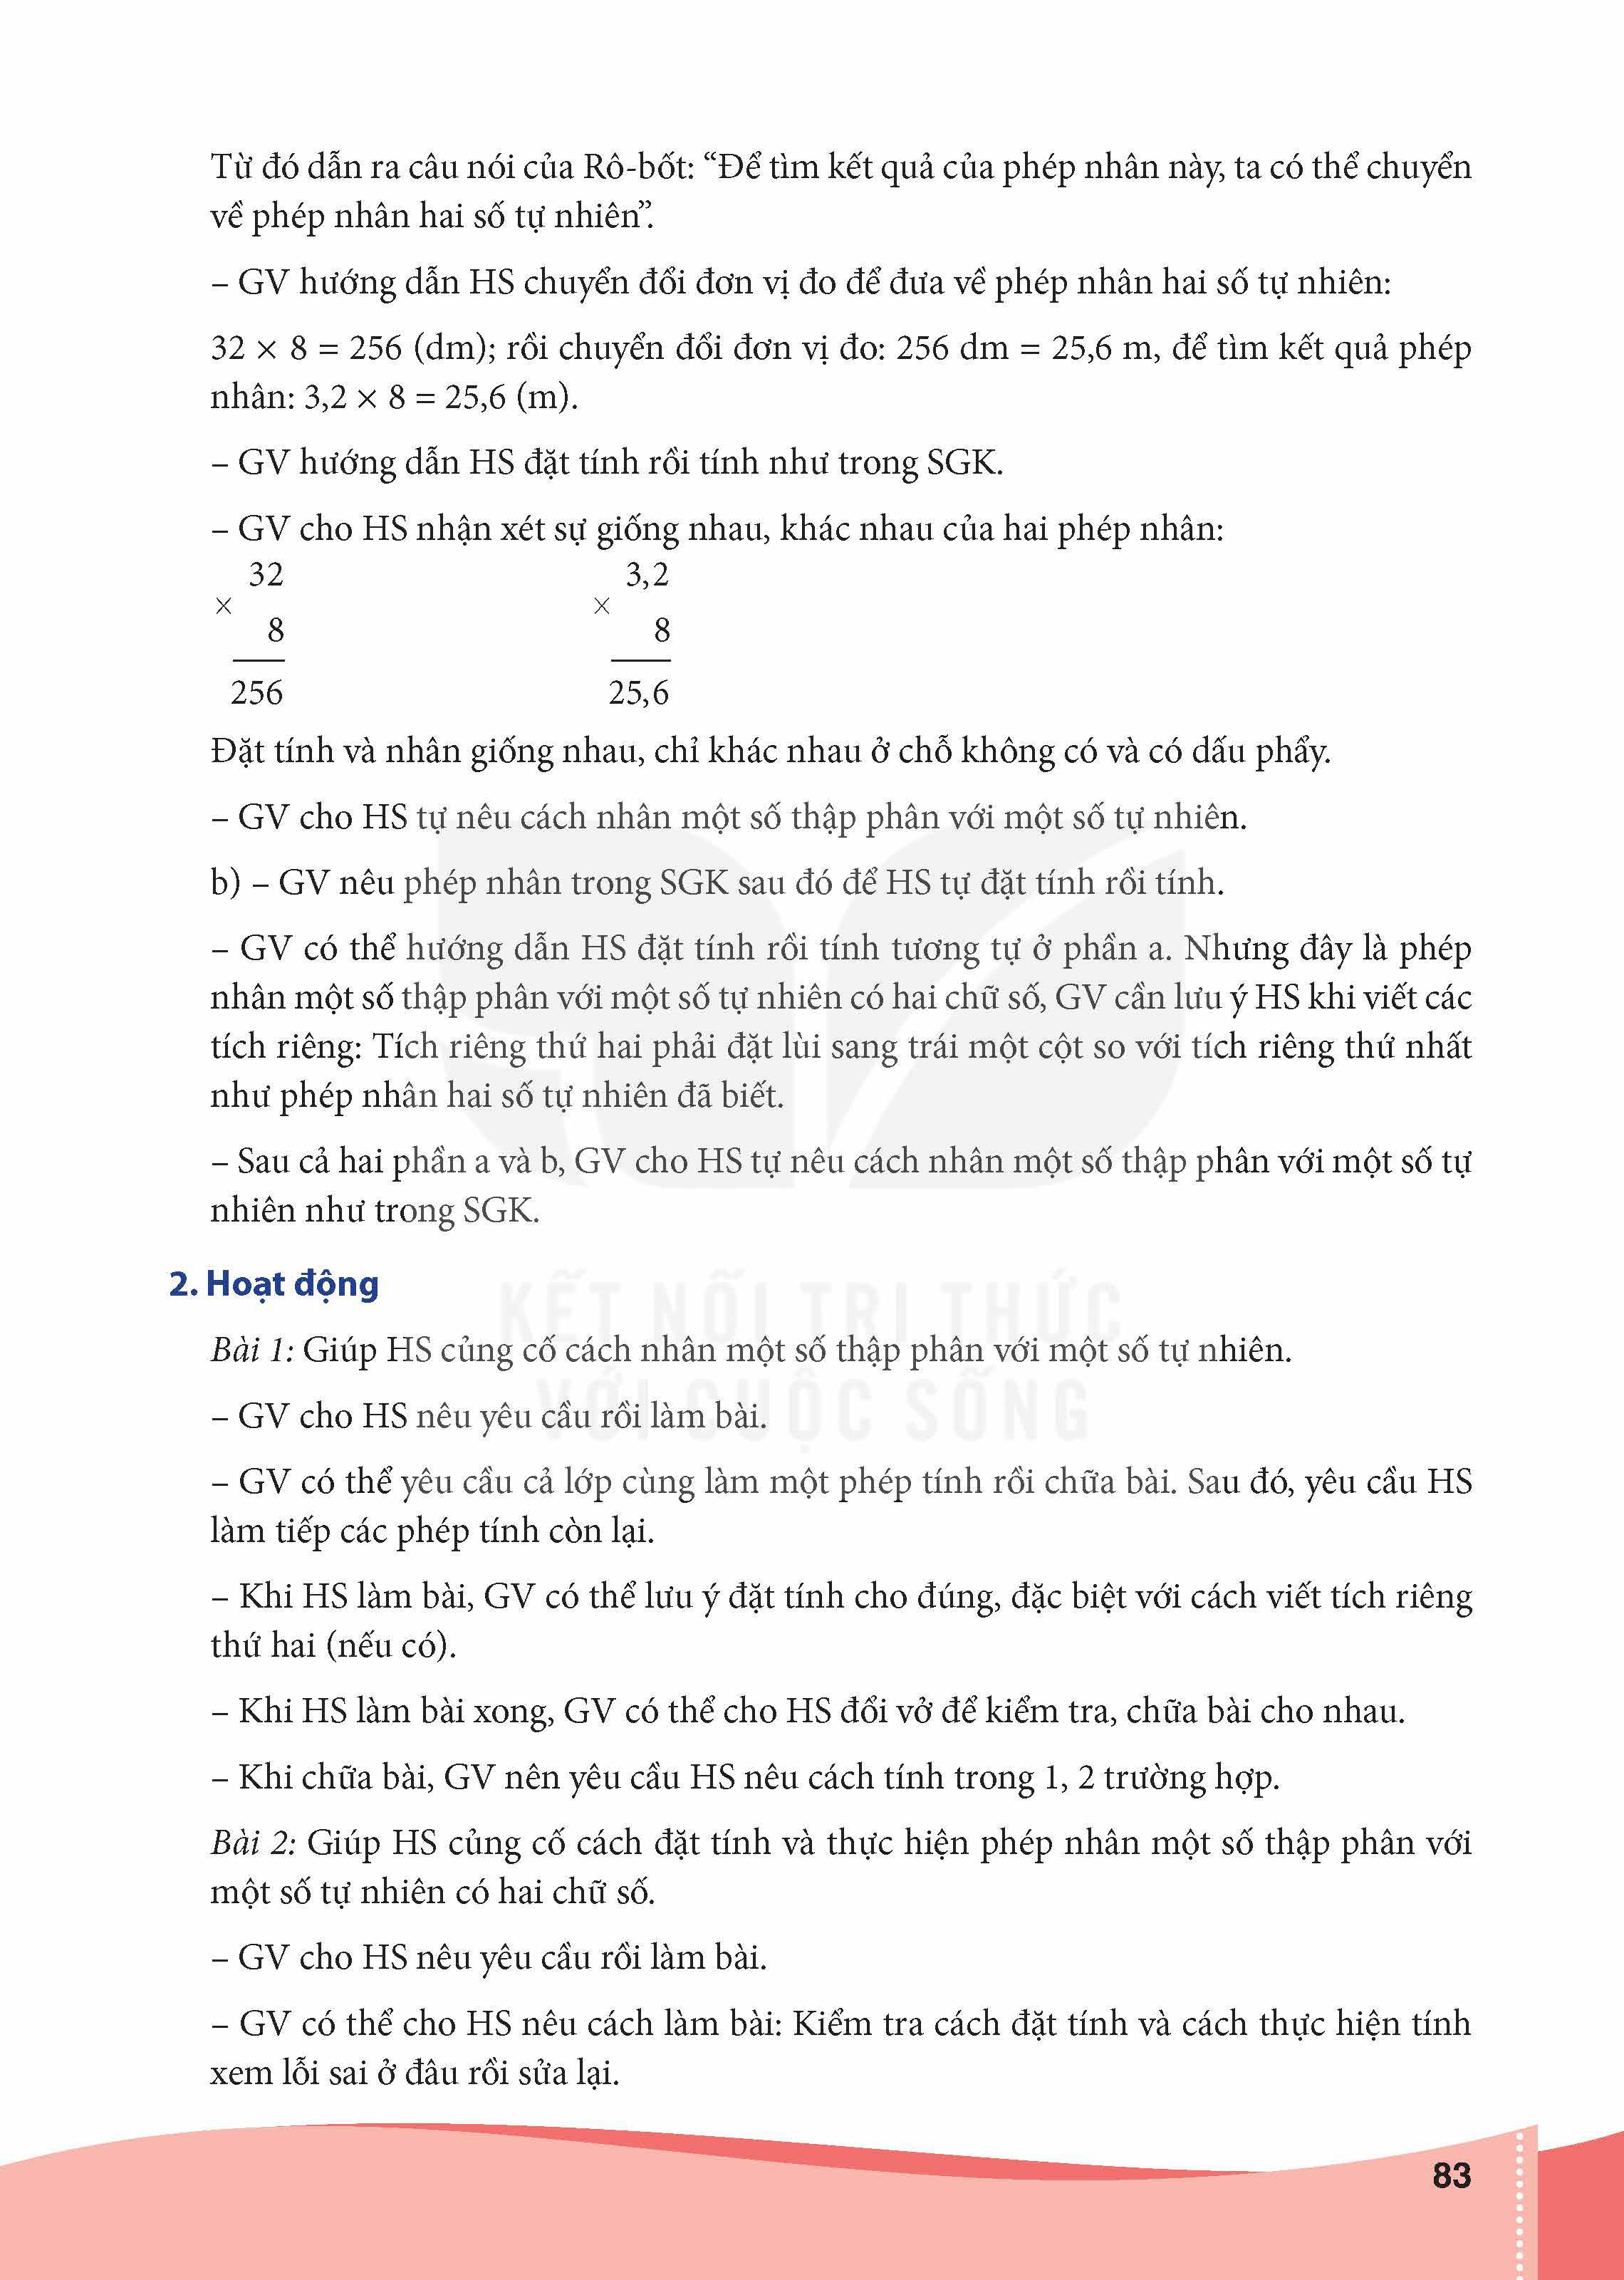 Từ đó dẫn ra câu nói của Rô-bốt: “Để tìm kết quả của phép nhân này, ta có thể chuyển
về phép nhân hai số tự nhiên”.
– GV hướng dẫn HS chuyển đổi đơn vị đo để đưa về phép nhân hai số tự nhiên:
32 × 8 = 256 (dm); rồi chuyển đổi đơn vị đo: 256 dm = 25,6 m, để tìm kết quả phép
nhân: 3,2 × 8 = 25,6 (m).
– GV hướng dẫn HS đặt tính rồi tính như trong SGK.
– GV cho HS nhận xét sự giống nhau, khác nhau của hai phép nhân:
32 3,2
× ×
8 8
256 25,6
Đặt tính và nhân giống nhau, chỉ khác nhau ở chỗ không có và có dấu phẩy.
– GV cho HS tự nêu cách nhân một số thập phân với một số tự nhiên.
b) – GV nêu phép nhân trong SGK sau đó để HS tự đặt tính rồi tính.
– GV có thể hướng dẫn HS đặt tính rồi tính tương tự ở phần a. Nhưng đây là phép
nhân một số thập phân với một số tự nhiên có hai chữ số, GV cần lưu ý HS khi viết các
tích riêng: Tích riêng thứ hai phải đặt lùi sang trái một cột so với tích riêng thứ nhất
như phép nhân hai số tự nhiên đã biết.
– Sau cả hai phần a và b, GV cho HS tự nêu cách nhân một số thập phân với một số tự
nhiên như trong SGK.
2. Hoạt động
KẾT NỐI TRI THỨC
Bài 1: Giúp HS củng cố cách nhân một số thập phân với một số tự nhiên.
VỚI CUỘC SỐNG
– GV cho HS nêu yêu cầu rồi làm bài.
– GV có thể yêu cầu cả lớp cùng làm một phép tính rồi chữa bài. Sau đó, yêu cầu HS
làm tiếp các phép tính còn lại.
– Khi HS làm bài, GV có thể lưu ý đặt tính cho đúng, đặc biệt với cách viết tích riêng
thứ hai (nếu có).
– Khi HS làm bài xong, GV có thể cho HS đổi vở để kiểm tra, chữa bài cho nhau.
– Khi chữa bài, GV nên yêu cầu HS nêu cách tính trong 1, 2 trường hợp.
Bài 2: Giúp HS củng cố cách đặt tính và thực hiện phép nhân một số thập phân với
một số tự nhiên có hai chữ số.
– GV cho HS nêu yêu cầu rồi làm bài.
– GV có thể cho HS nêu cách làm bài: Kiểm tra cách đặt tính và cách thực hiện tính
xem lỗi sai ở đâu rồi sửa lại.
83